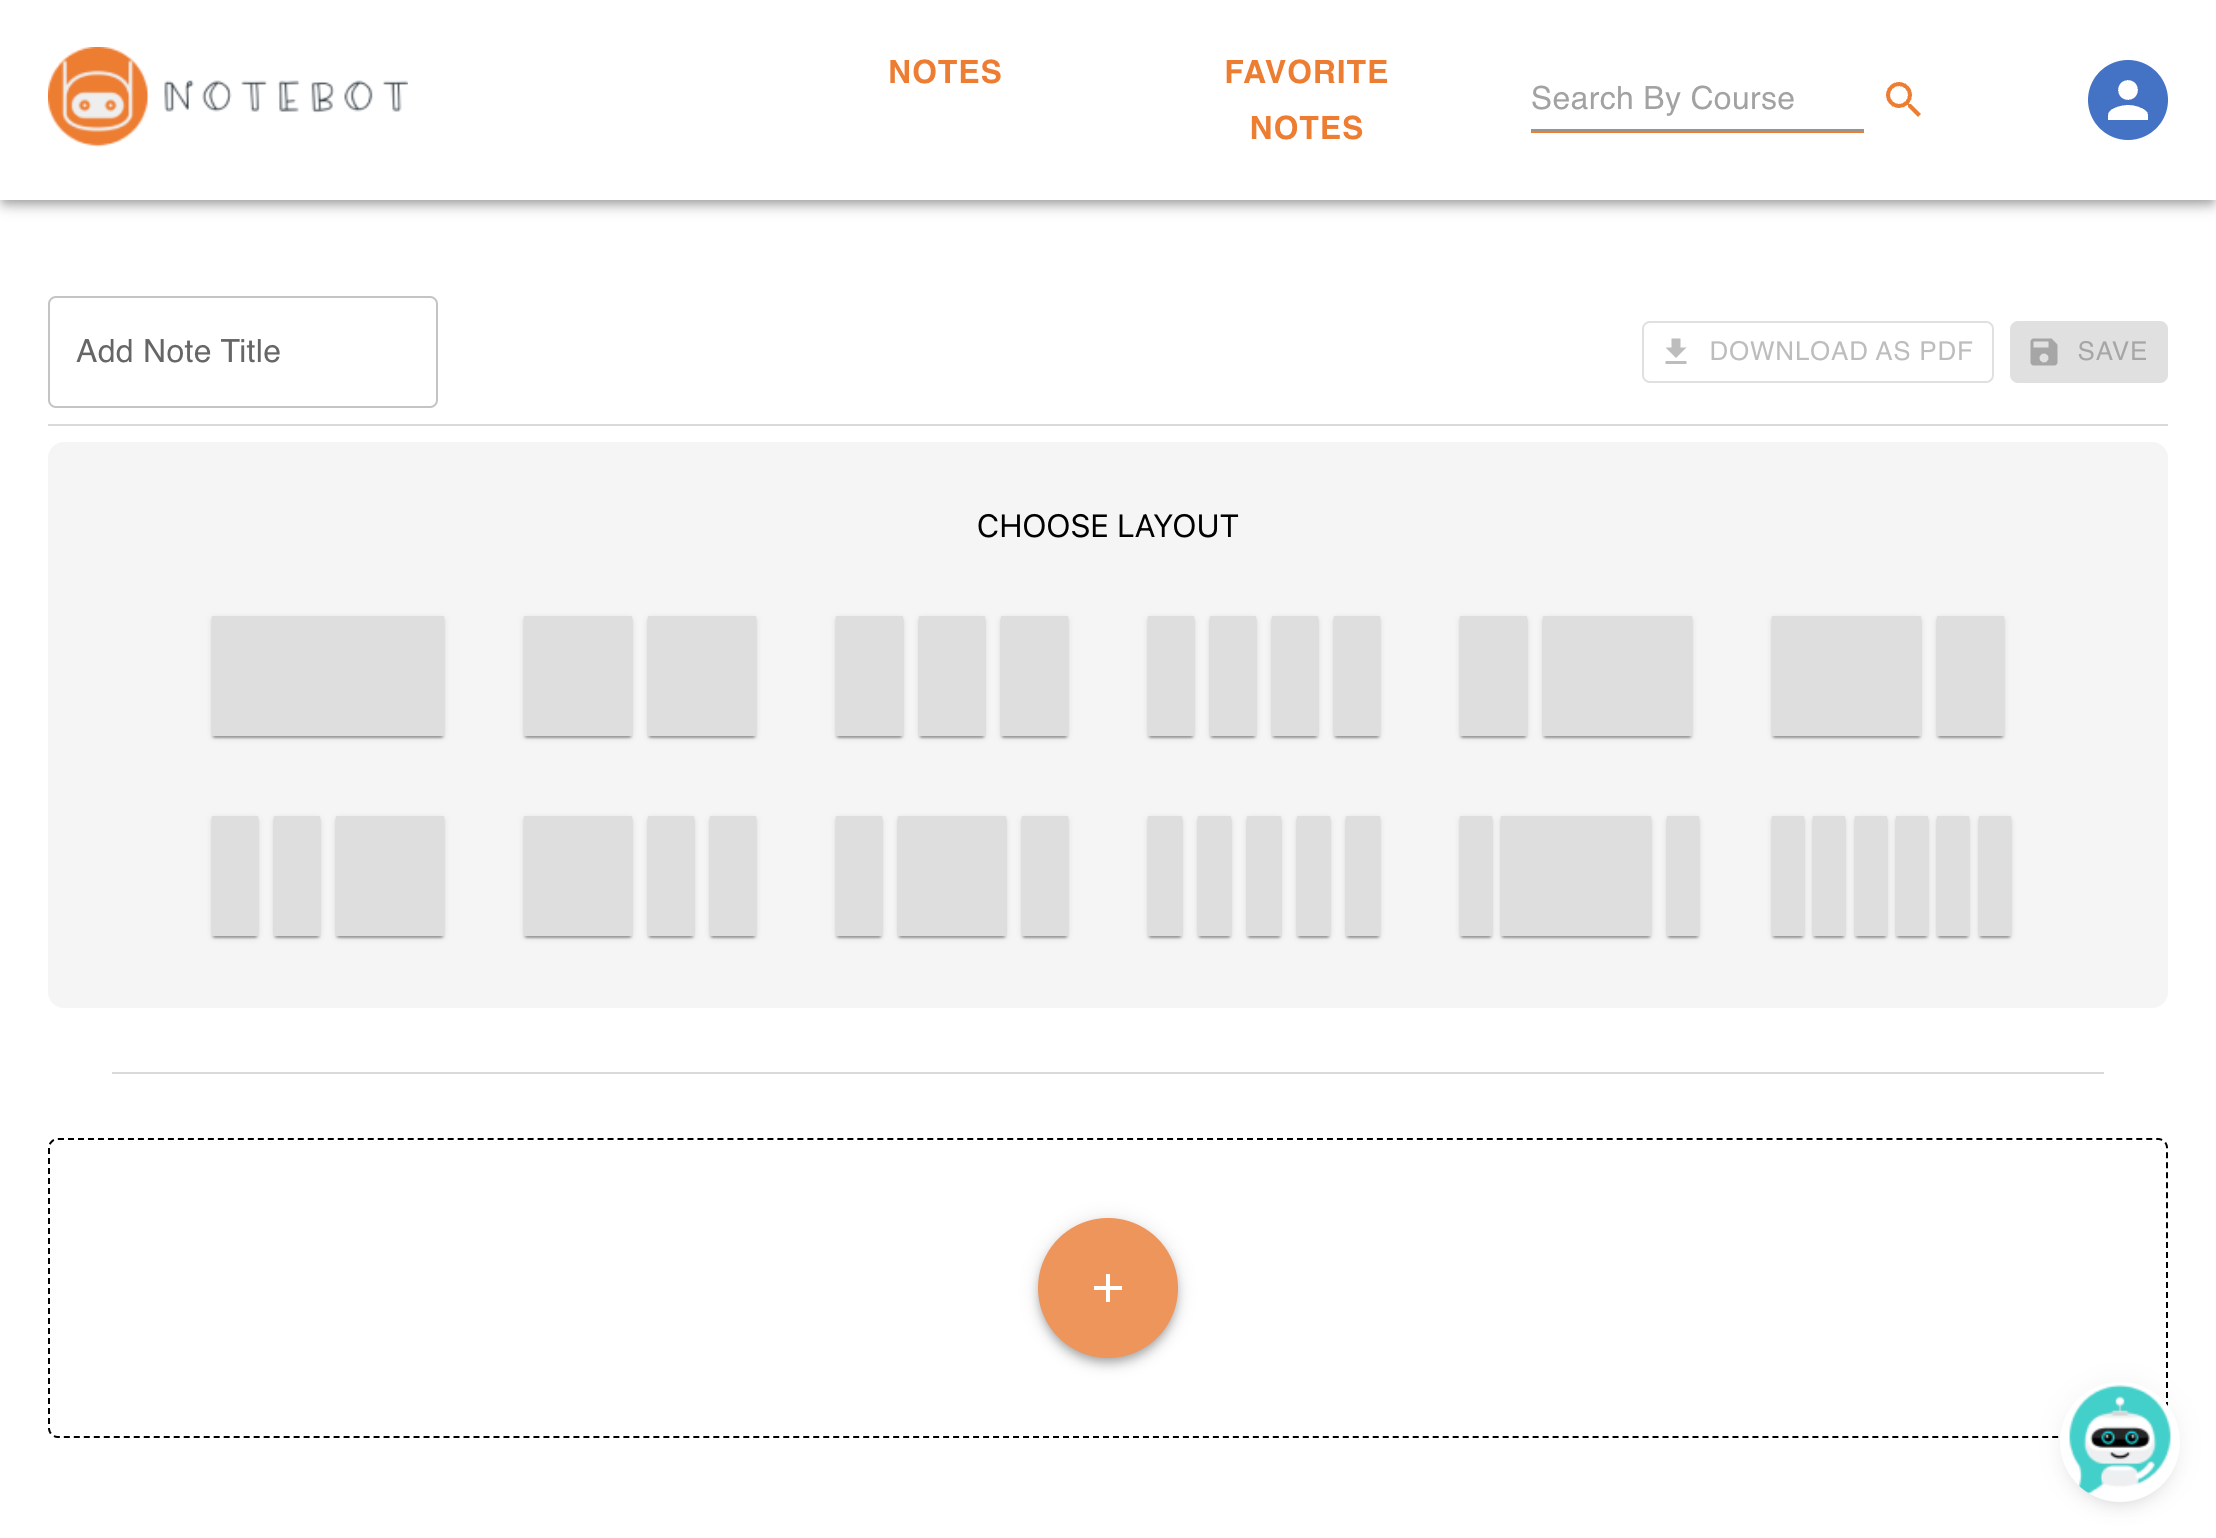 NOTEBOT
NOTES
FAVORITE
NOTES
Search By Course
Add Note Title
DOWNLOAD AS PDF
SAVE
CHOOSE LAYOUT